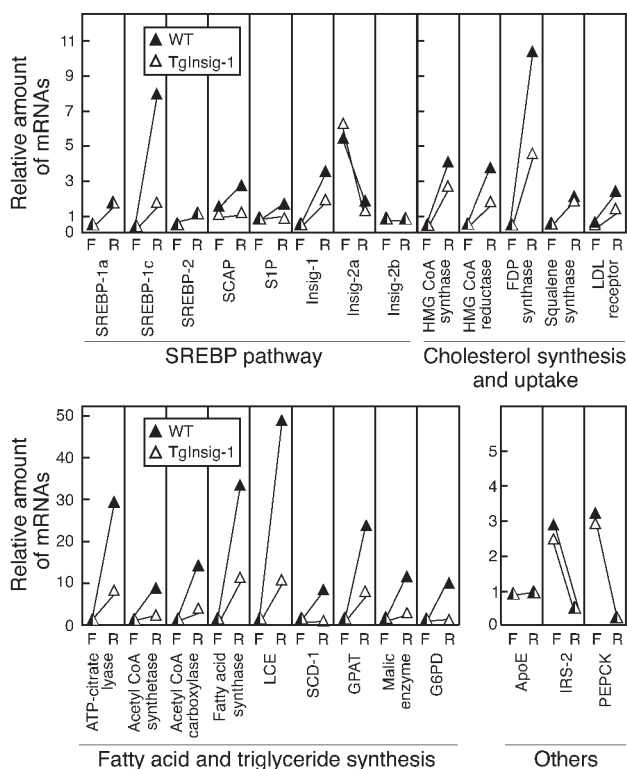 Relative amount
of mRNAs
11
9
7
5
3
1
0
WT
TgInsig-1
F R F R F R F R F R F R F R F R F R F R F R F R F R
SREBP-1a
SREBP-1c
SREBP-2
SCAP
S1P
Insig-1
Insig-2a
Insig-2b
HMG CoA
synthase
HMG CoA
reductase
FDP
synthase
Squalene
synthase
LDL
receptor
SREBP pathway
Cholesterol synthesis
and uptake
Relative amount
of mRNAs
50
40
30
20
10
0
WT
TgInsig-1
F R F R F R F R F R F R F R F R F R
ATP-citrate
lyase
Acetyl CoA
synthetase
Acetyl CoA
carboxylase
Fatty acid
synthase
LCE
SCD-1
GPAT
Malic
enzyme
G6PD
Fatty acid and triglyceride synthesis
5
4
3
2
1
0
F R F R F R
ApoE
IRS-2
PEPCK
Others